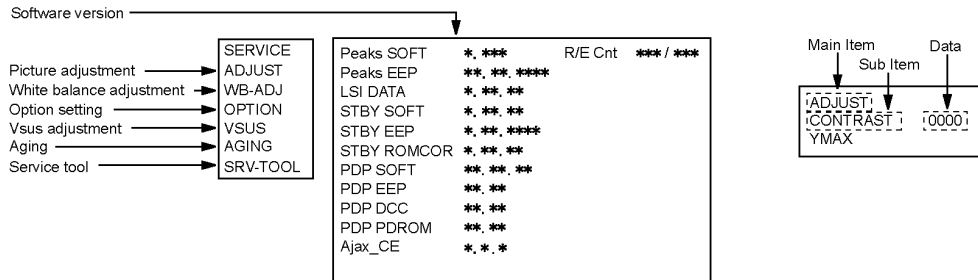 Software version
Picture adjustment
White balance adjustment
Option setting
Vsus adjustment
Aging
Service tool
SERVICE
ADJUST
WB-ADJ
OPTION
VSUS
AGING
SRV-TOOL
Peaks SOFT *. *** R/E Cnt *** / ***
Peaks EEP **. **. ****
LSI DATA *. **. **
STBY SOFT *. **. **
STBY EEP *. **. ****
STBY ROMCOR *. **. **
PDP SOFT **. **. **
PDP EEP **. **
PDP DCC **. **
PDP PDROM **. **
Ajax_CE *. *. *
Main Item
Sub Item
Data
ADJUST
CONTRAST 0000
YMAX